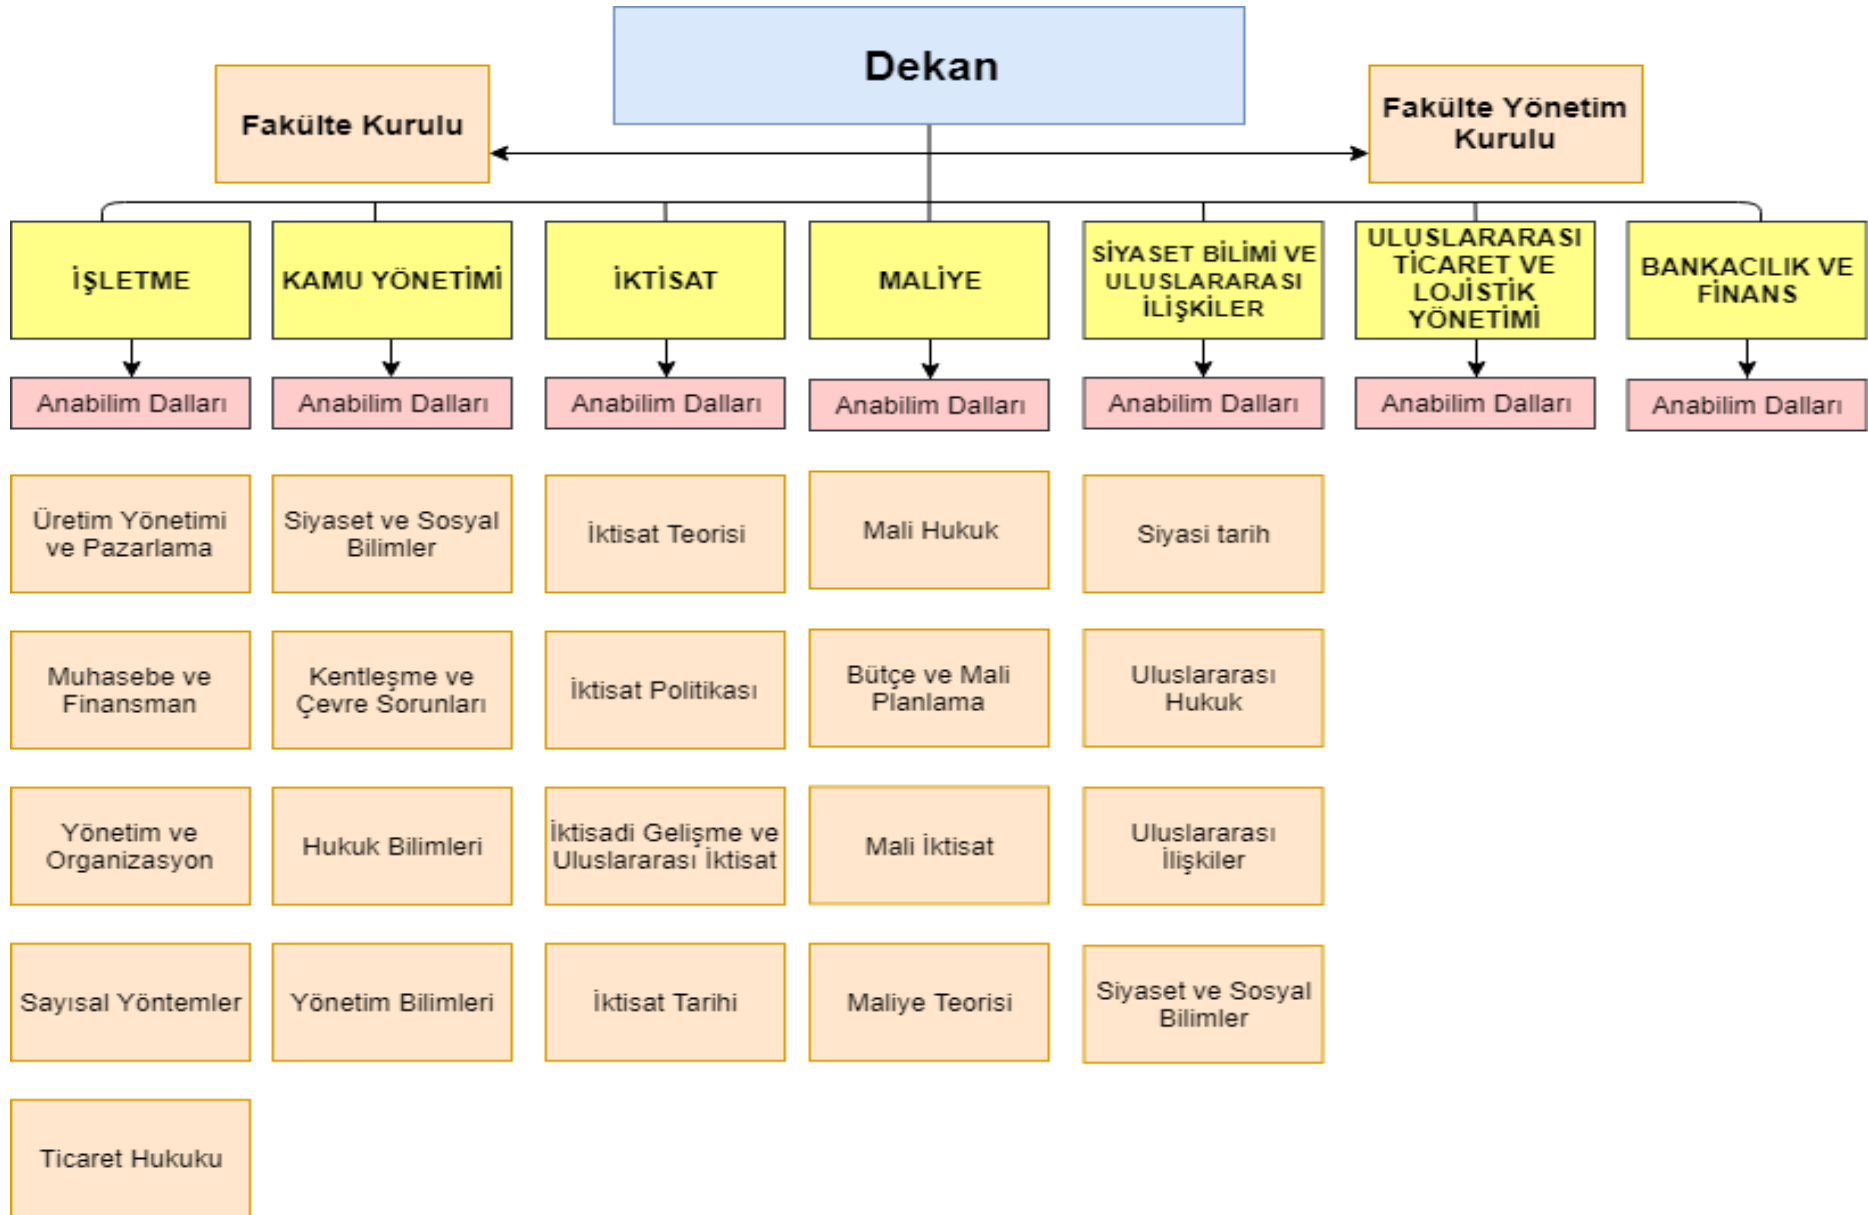 Dekan
Fakülte Kurulu
Fakülte Yönetim
Kurulu
İŞLETME
KAMU YÖNETİMİ
İKTİSAT
MALİYE
SİYASET BİLİMİ VE
ULUSLARARASI
İLİŞKİLER
ULUSLARARASI
TİCARET VE
LOJİSTİK
YÖNETİMİ
BANKACILIK VE
FİNANS
Anabilim Dalları
Anabilim Dalları
Anabilim Dalları
Anabilim Dalları
Anabilim Dalları
Anabilim Dalları
Anabilim Dalları
Üretim Yönetimi
ve Pazarlama
Siyaset ve Sosyal
Bilimler
İktisat Teorisi
Mali Hukuk
Siyasi tarih
Muhasebe ve
Finansman
Kentleşme ve
Çevre Sorunları
İktisat Politikası
Bütçe ve Mali
Planlama
Uluslararası
Hukuk
Yönetim ve
Organizasyon
Hukuk Bilimleri
İktisadi Gelişme ve
Uluslararası İktisat
Mali İktisat
Uluslararası
İlişkiler
Sayısal Yöntemler
Yönetim Bilimleri
İktisat Tarihi
Maliye Teorisi
Siyaset ve Sosyal
Bilimler
Ticaret Hukuku